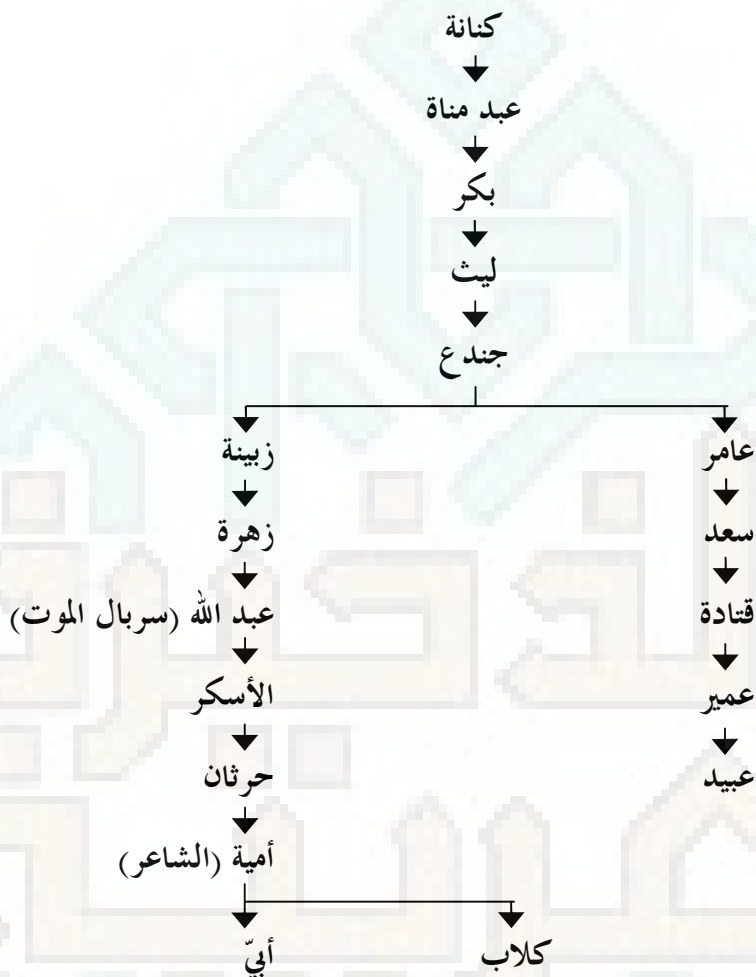 كنانة
عبد مناة
بكر
ليث
جندع
عامر زبينة
سعد زهرة
قتادة عبد الله (سربال الموت)
عمير الأسكر
عبيد حرثان
أمية (الشاعر)
كلاب أبيّ